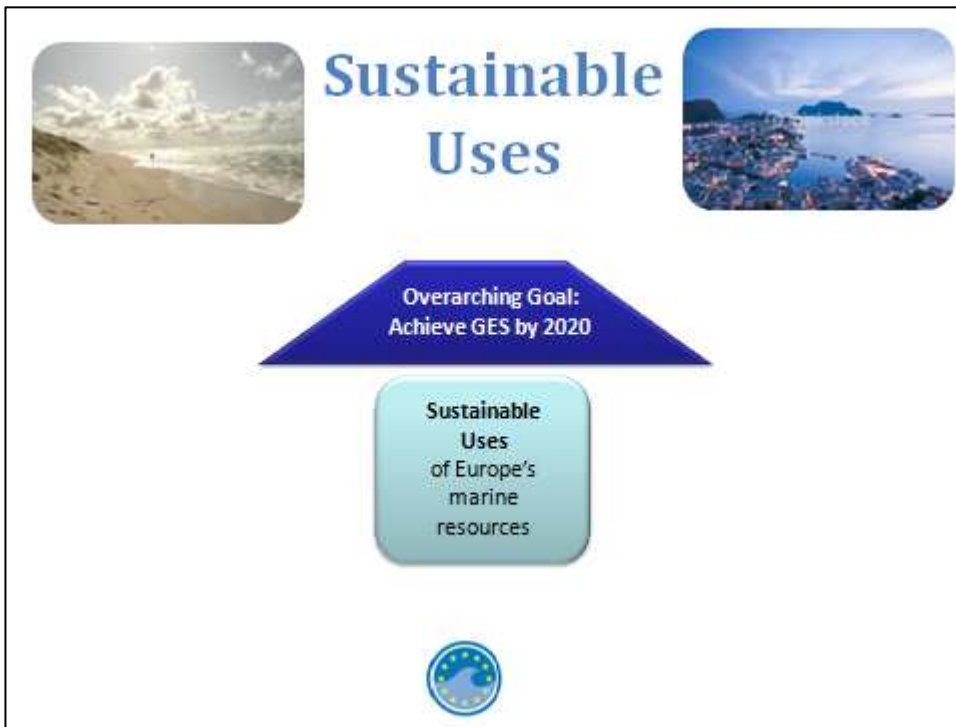 Sustainable
Uses
Overarching Goal:
Achieve GES by 2020
Sustainable
Uses
of Europe's
marine
resources